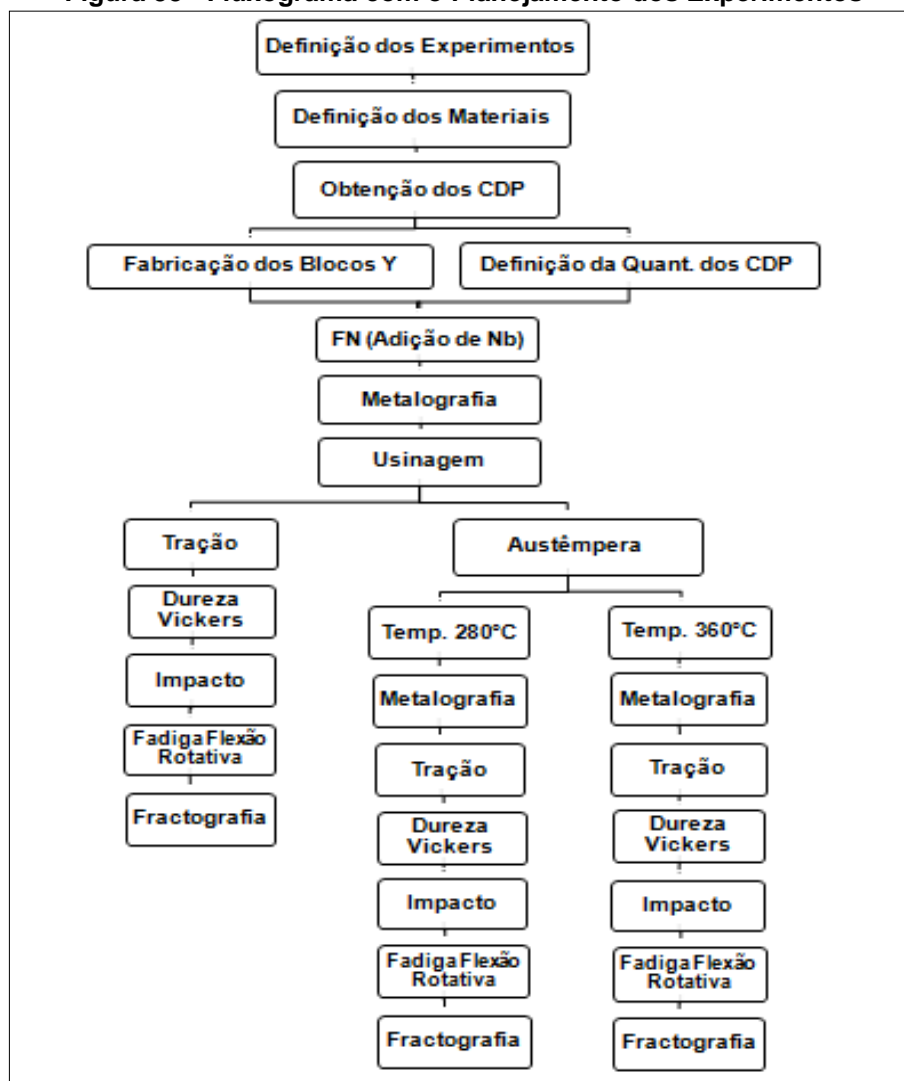 Definição dos Experimentos
Definição dos Materiais
Obtenção dos CDP
Fabricação dos Blocos Y
Definição da Quant. dos CDP
FN (Adição de Nb)
Metalografia
Usinagem
Tração
Dureza
Vickers
Impacto
Fadiga Flexão
Rotativa
Fractografia
Austêmpera
Temp. 280°C
Metalografia
Tração
Dureza
Vickers
Impacto
Fadiga Flexão
Rotativa
Fractografia
Temp. 360°C
Metalografia
Tração
Dureza
Vickers
Impacto
Fadiga Flexão
Rotativa
Fractografia